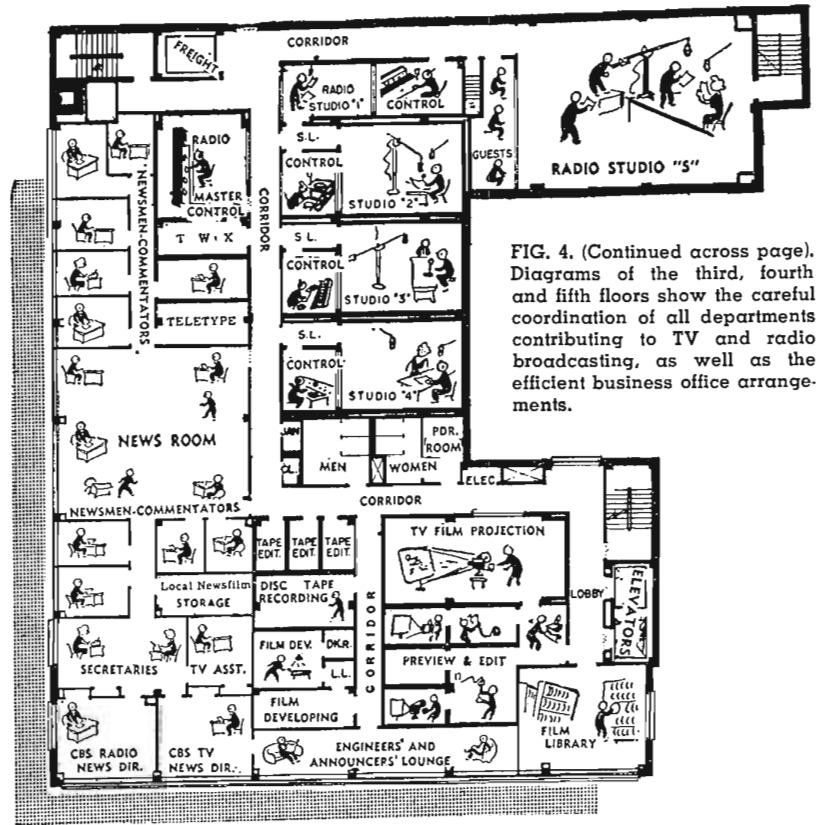 CORRIDOR
FREIGHT
RADIO
STUDIO "1"
CONTROL
GUESTS
RADIO STUDIO "S"
RADIO
MASTER
CONTROL
T W X
TELETYPE
NEWSMEN-COMMENTATORS
CORRIDOR
S.L.
CONTROL
STUDIO "2"
S.L.
CONTROL
STUDIO "3"
S.L.
CONTROL
STUDIO "4"
FIG. 4. (Continued across page).
Diagrams of the third, fourth
and fifth floors show the careful
coordination of all departments
contributing to TV and radio
broadcasting, as well as the
efficient business office arrange-
ments.
NEWS ROOM
NEWSMEN-COMMENTATORS
JAN
CL.
MEN
WOMEN
PDR.
ROOM
ELEC.
CORRIDOR
TAPE
EDIT.
TAPE
EDIT.
TAPE
EDIT.
TV FILM PROJECTION
Local Newsfilm
STORAGE
DISC TAPE
RECORDING
CORRIDOR
LOBBY
ELEVATORS
SECRETARIES
TV ASST.
FILM DEV.
DK.R.
L.L.
PREVIEW & EDIT
FILM
DEVELOPING
FILM
LIBRARY
CBS RADIO
NEWS DIR.
CBS TV
NEWS DIR.
ENGINEERS' AND
ANNOUNCERS' LOUNGE